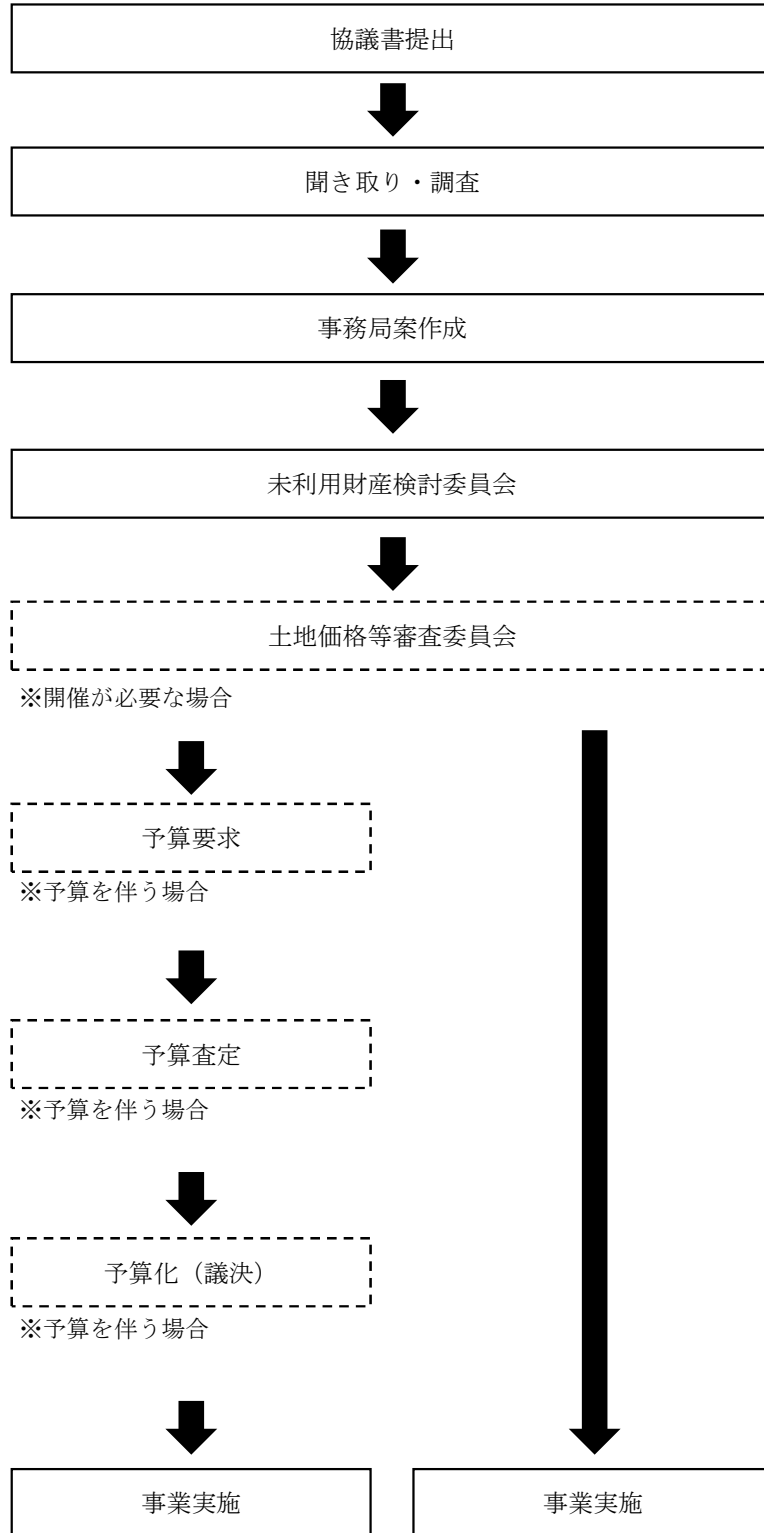 協議書提出
聞き取り・調査
事務局案作成
未利用財産検討委員会
土地価格等審査委員会
※開催が必要な場合
予算要求
※予算を伴う場合
予算査定
※予算を伴う場合
予算化（議決）
※予算を伴う場合
事業実施
事業実施